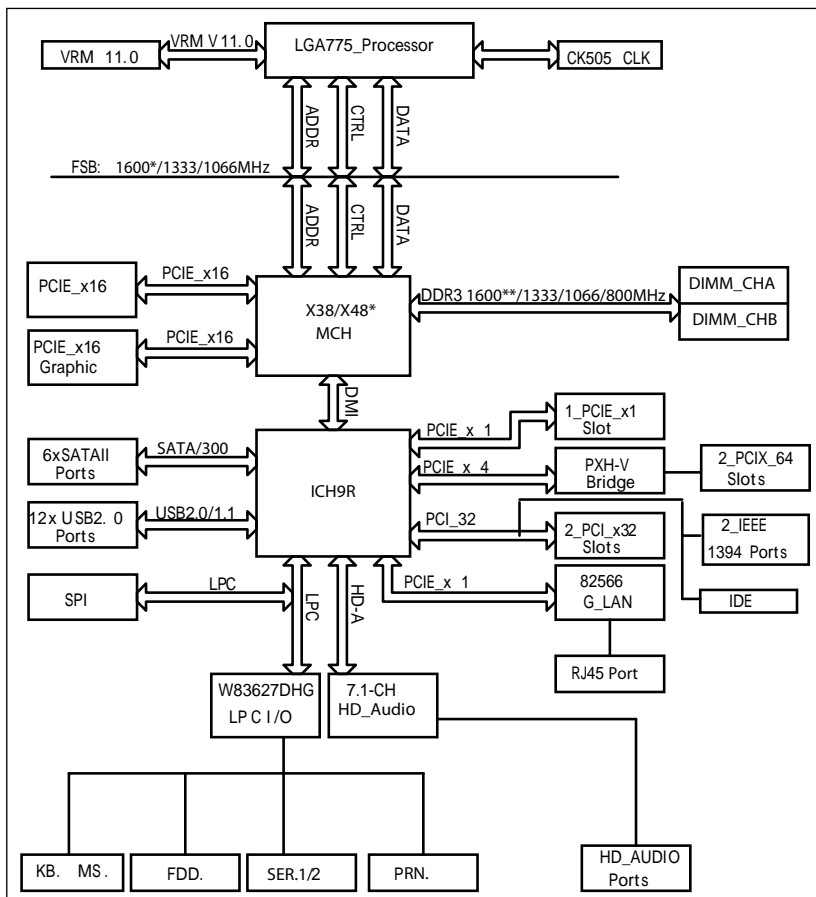 LGA775_Processor
VRM 11.0
VRM V 11.0
CK505 CLK
ADDR
CTRL
DATA
FSB: 1600*/1333/1066MHz
ADDR
CTRL
DATA
PCIE_x16
PCIE_x16
X38/X48*
MCH
DDR3 1600**/1333/1066/800MHz
DIMM_CHA
DIMM_CHB
PCIE_x16
Graphic
PCIE_x16
DMI
6xSATAII
Ports
SATA/300
ICH9R
PCIE_x 1
1_PCIE_x1
Slot
PCIE_x 4
PXH-V
Bridge
2_PCIX_64
Slots
12x USB2. 0
Ports
USB2.0/1.1
PCI_32
2_PCI_x32
Slots
2_IEEE
1394 Ports
SPI
LPC
LPC
HD-A
PCIE_x 1
82566
G_LAN
IDE
RJ45 Port
W83627DHG
LPC I/O
7.1-CH
HD_Audio
KB. MS.
FDD.
SER.1/2
PRN.
HD_AUDIO
Ports